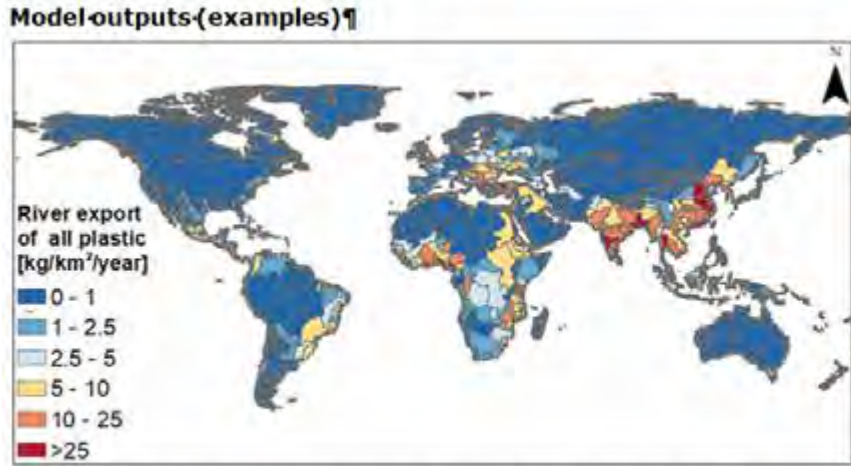 Model·outputs·(examples)¶
N
River export
of all plastic
[kg/km²/year]
0 - 1
1 - 2.5
2.5 - 5
5 - 10
10 - 25
>25